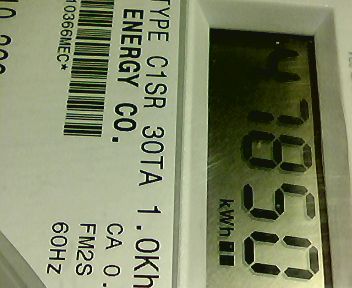 47850
kWh
TYPE C1SR 30TA 1.0Kh
ENERGY CO.
CA 0.
FM2S
60Hz
10366MEC*